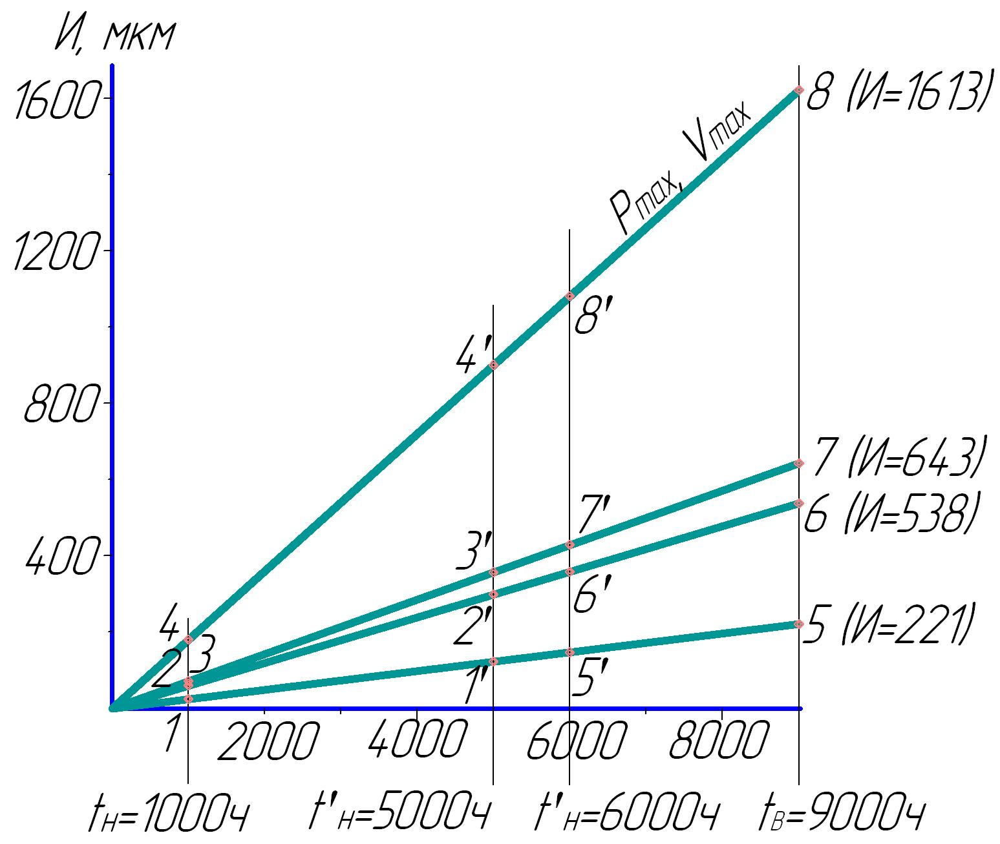 И, мкм
1600
8 (И=1613)
Pmax, Vmax
1200
8'
4'
800
7 (И=643)
7'
6 (И=538)
3'
400
6'
4
2'
5 (И=221)
3
2
1'
5'
1
2000
4000
6000
8000
tн=1000ч
t'н=5000ч
t'н=6000ч
tв=9000ч